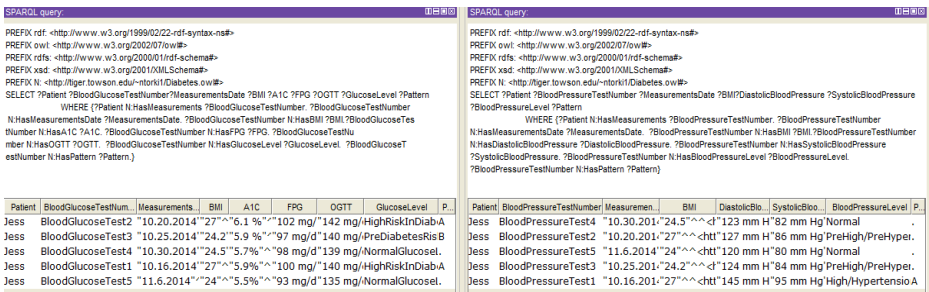 SPARQL query:
PREFIX rdf: <http://www.w3.org/1999/02/22-rdf-syntax-ns#>
PREFIX owl: <http://www.w3.org/2002/07/owl#>
PREFIX rdfs: <http://www.w3.org/2000/01/rdf-schema#>
PREFIX xsd: <http://www.w3.org/2001/XMLSchema#>
PREFIX N: <http://tiger.towson.edu/~ntorki1/Diabetes.owl#>
SELECT ?Patient ?BloodGlucoseTestNumber?MeasurementsDate ?BMI ?A1C ?FPG ?OGTT ?GlucoseLevel ?Pattern
WHERE {?Patient N:HasMeasurements ?BloodGlucoseTestNumber. ?BloodGlucoseTestNumber
N:HasMeasurementsDate ?MeasurementsDate. ?BloodGlucoseTestNumber N:HasBMI ?BMI.?BloodGlucoseTes
tNumber N:HasA1C ?A1C. ?BloodGlucoseTestNumber N:HasFPG ?FPG. ?BloodGlucoseTestNu
mber N:HasOGTT ?OGTT. ?BloodGlucoseTestNumber N:HasGlucoseLevel ?GlucoseLevel. ?BloodGlucoseT
estNumber N:HasPattern ?Pattern.}
Patient BloodGlucoseTestNum... Measurements... BMI A1C FPG OGTT GlucoseLevel P...
Jess BloodGlucoseTest2 "10.20.2014'"27"^"6.1 %"^"102 mg/"142 mg/HighRiskInDiabA
Jess BloodGlucoseTest3 "10.25.2014'"24.2'"5.9 %"^"97 mg/d"140 mg/PreDiabetesRisB
Jess BloodGlucoseTest4 "10.30.2014'"24.5"5.7%"^"98 mg/d"139 mg/NormalGlucosel.
Jess BloodGlucoseTest1 "10.16.2014'"27"^"5.9%"^"100 mg/"140 mg/HighRiskInDiabA
Jess BloodGlucoseTest5 "11.6.2014'"24"^"5.5%"^"93 mg/d"135 mg/NormalGlucosel.
SPARQL query:
PREFIX rdf: <http://www.w3.org/1999/02/22-rdf-syntax-ns#>
PREFIX owl: <http://www.w3.org/2002/07/owl#>
PREFIX rdfs: <http://www.w3.org/2000/01/rdf-schema#>
PREFIX xsd: <http://www.w3.org/2001/XMLSchema#>
PREFIX N: <http://tiger.towson.edu/~ntorki1/Diabetes.owl#>
SELECT ?Patient ?BloodPressureTestNumber ?MeasurementsDate ?BMI?DiastolicBloodPressure ?SystolicBloodPressure
?BloodPressureLevel ?Pattern
WHERE {?Patient N:HasMeasurements ?BloodPressureTestNumber. ?BloodPressureTestNumber
N:HasMeasurementsDate ?MeasurementsDate. ?BloodPressureTestNumber N:HasBMI ?BMI.?BloodPressureTestNumber
N:HasDiastolicBloodPressure ?DiastolicBloodPressure. ?BloodPressureTestNumber N:HasSystolicBloodPressure
?SystolicBloodPressure. ?BloodPressureTestNumber N:HasBloodPressureLevel ?BloodPressureLevel.
?BloodPressureTestNumber N:HasPattern ?Pattern}
Patient BloodPressureTestNumber Measuremen... BMI DiastolicBlo... SystolicBloo... BloodPressureLevel P...
Jess BloodPressureTest4 "10.30.201"24.5"^^<t"123 mm H"82 mm Hg'Normal .
Jess BloodPressureTest2 "10.20.201"27"^^<htt"127 mm H"86 mm Hg'PreHigh/PreHyper.
Jess BloodPressureTest5 "11.6.2014'"24"^^<htt"120 mm H"80 mm Hg'Normal .
Jess BloodPressureTest3 "10.25.201"24.2"^^<t"124 mm H"84 mm Hg'PreHigh/PreHyper.
Jess BloodPressureTest1 "10.16.201"27"^^<htt"145 mm H"95 mm Hg'High/Hypertensio A